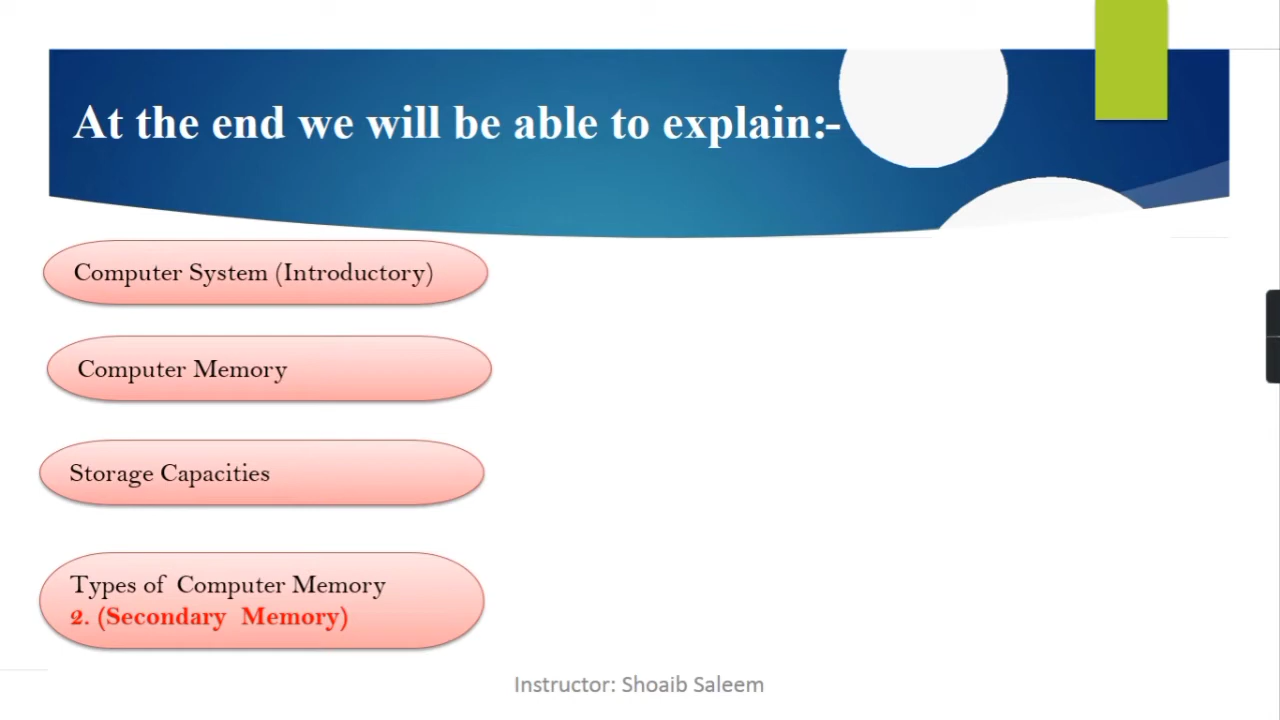 At the end we will be able to explain:-
Computer System (Introductory)
Computer Memory
Storage Capacities
Types of Computer Memory
2. (Secondary Memory)
Instructor: Shoaib Saleem